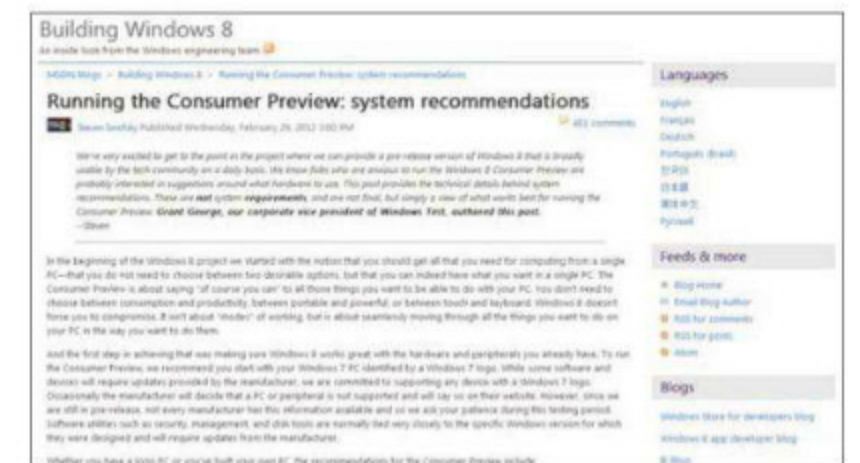 Building Windows 8
An inside look from the Windows engineering team
MSDN Blogs > Building Windows 8 > Running the Consumer Preview: system recommendations
Running the Consumer Preview: system recommendations
Steven Sinofsky Published Wednesday, February 29, 2012 3:00 PM
comments
We're very excited to get to the point in the project where we can provide a pre-release version of Windows 8 that is broadly
usable by the tech community on a daily basis. We know folks who are anxious to run the Windows 8 Consumer Preview are
probably interested in suggestions around what hardware to use. This post provides the technical details behind system
recommendations. These are not system requirements, and are not final, but simply a view of what works best for running the
Consumer Preview. Grant George, our corporate vice president of Windows Test, authored this post.
--Steven
In the beginning of the Windows 8 project we started with the notion that you should get all that you need for computing from a single
PC—that you do not need to choose between two desirable options, but that you can indeed have what you want in a single PC. The
Consumer Preview is about saying "of course you can" to all those things you want to be able to do with your PC. You don't need to
choose between consumption and productivity, between portable and powerful, or between touch and keyboard. Windows 8 doesn't
force you to compromise. It isn't about "modes" of working, but is about seamlessly moving through all the things you want to do on
your PC in the way you want to do them.
And the first step in achieving that was making sure Windows 8 works great with the hardware and peripherals you already have. To run
the Consumer Preview, we recommend you start with your Windows 7 PC identified by a Windows 7 logo. While some software and
devices will require updates provided by the manufacturer, we are committed to supporting any device with a Windows 7 logo.
Occasionally the manufacturer will decide that a PC or peripheral is not supported and will say so on their website. However, since we
are still in pre-release, not every manufacturer has this information available and so we ask your patience during this testing period.
Software utilities such as security, management, and disk tools are normally tied very closely to the specific Windows version for which
they were designed and will require updates from the manufacturer.
Whether you have a logo PC or you've built your own PC, the recommendations for the Consumer Preview include:
Languages
English
Français
Deutsch
Português (Brasil)
한국어
日本語
简体中文
Русский
Feeds & more
Blog Home
Email Blog Author
RSS for comments
RSS for posts
Atom
Blogs
Windows Store for developers blog
Windows 8 app developer blog
B8 Blog